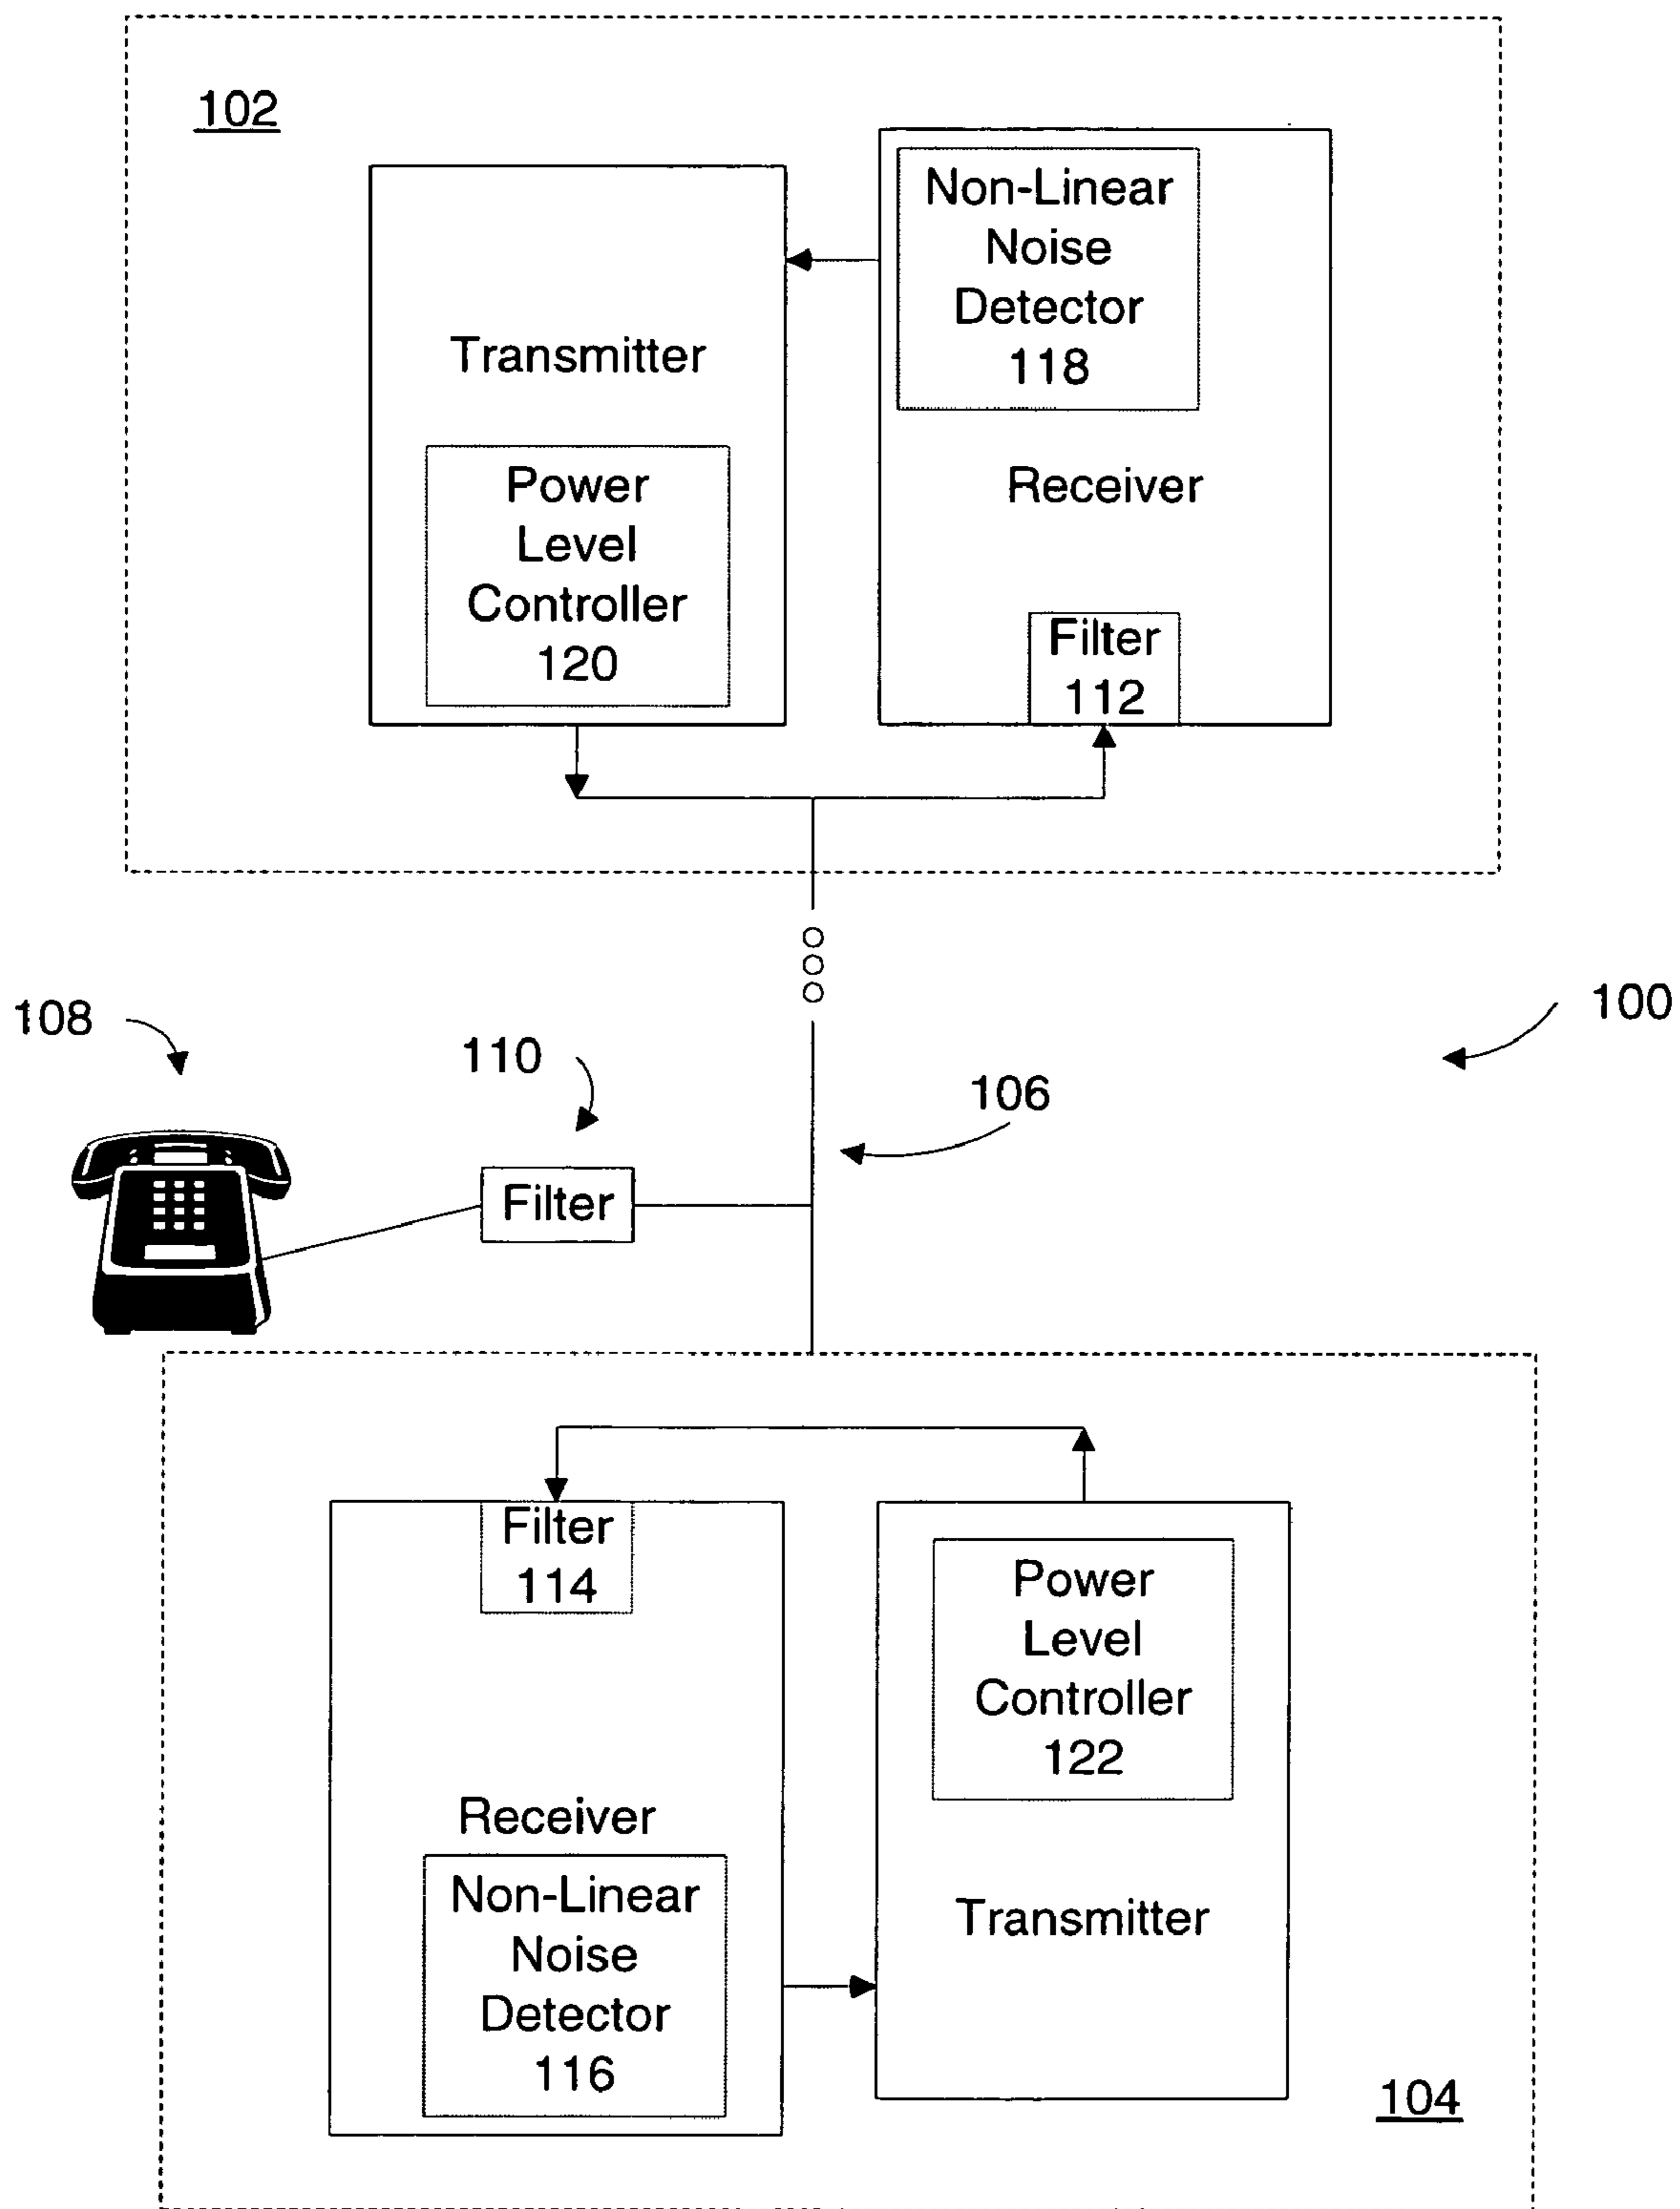 102
Non-Linear
Noise
Detector
118
Transmitter
Receiver
Power
Level
Controller
120
Filter
112
108
110
106
100
Filter
Filter
114
Power
Level
Controller
122
Receiver
Non-Linear
Noise
Detector
116
Transmitter
104